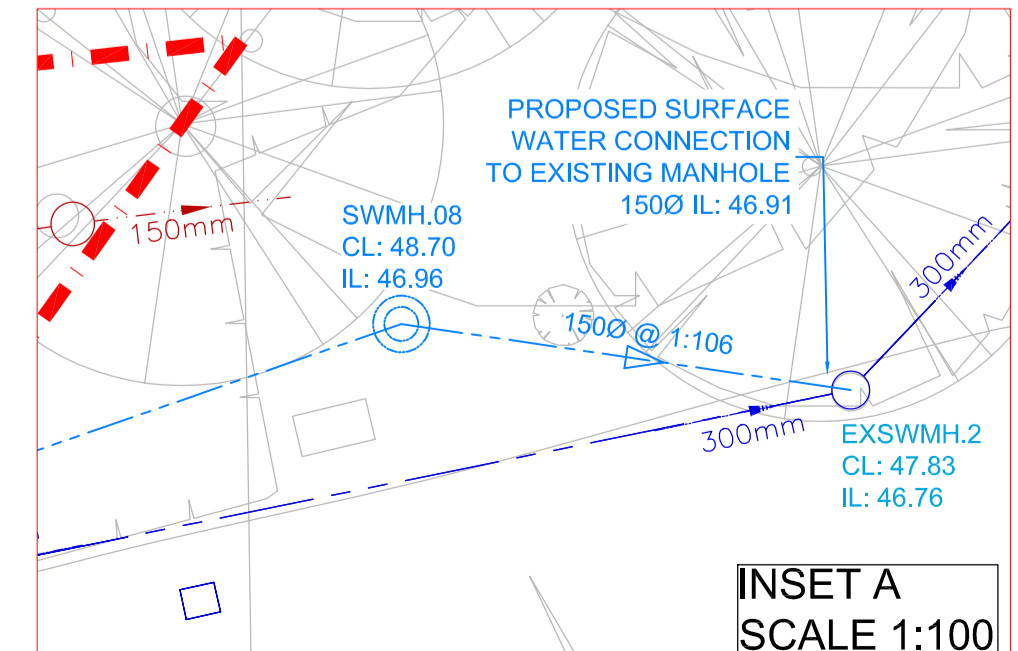 PROPOSED SURFACE
WATER CONNECTION
TO EXISTING MANHOLE
150Ø IL: 46.91
SWMH.08
CL: 48.70
IL: 46.96
150mm
300mm
150Ø @ 1:106
300mm
EXSWMH.2
CL: 47.83
IL: 46.76
INSET A
SCALE 1:100